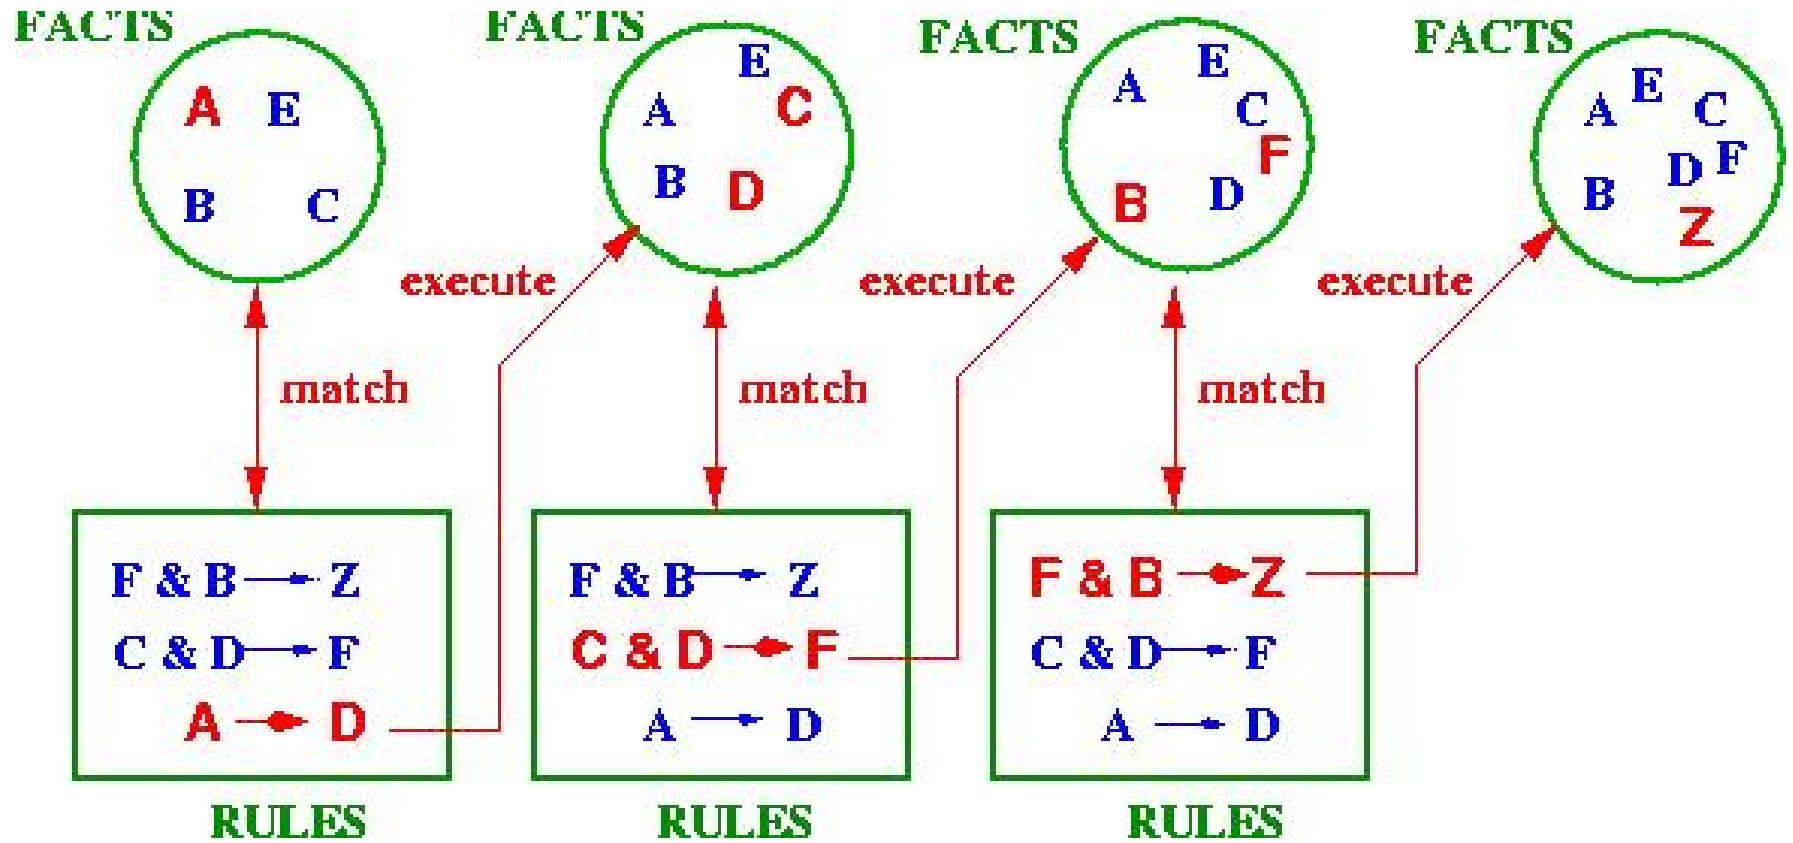 FACTS
A E
B C
execute
match
F & B → Z
C & D → F
A → D
RULES
FACTS
E
A C
B D
execute
match
F & B → Z
C & D → F
A → D
RULES
FACTS
E
A C
F
B D
execute
match
F & B → Z
C & D → F
A → D
RULES
FACTS
A E C
D F
B
Z